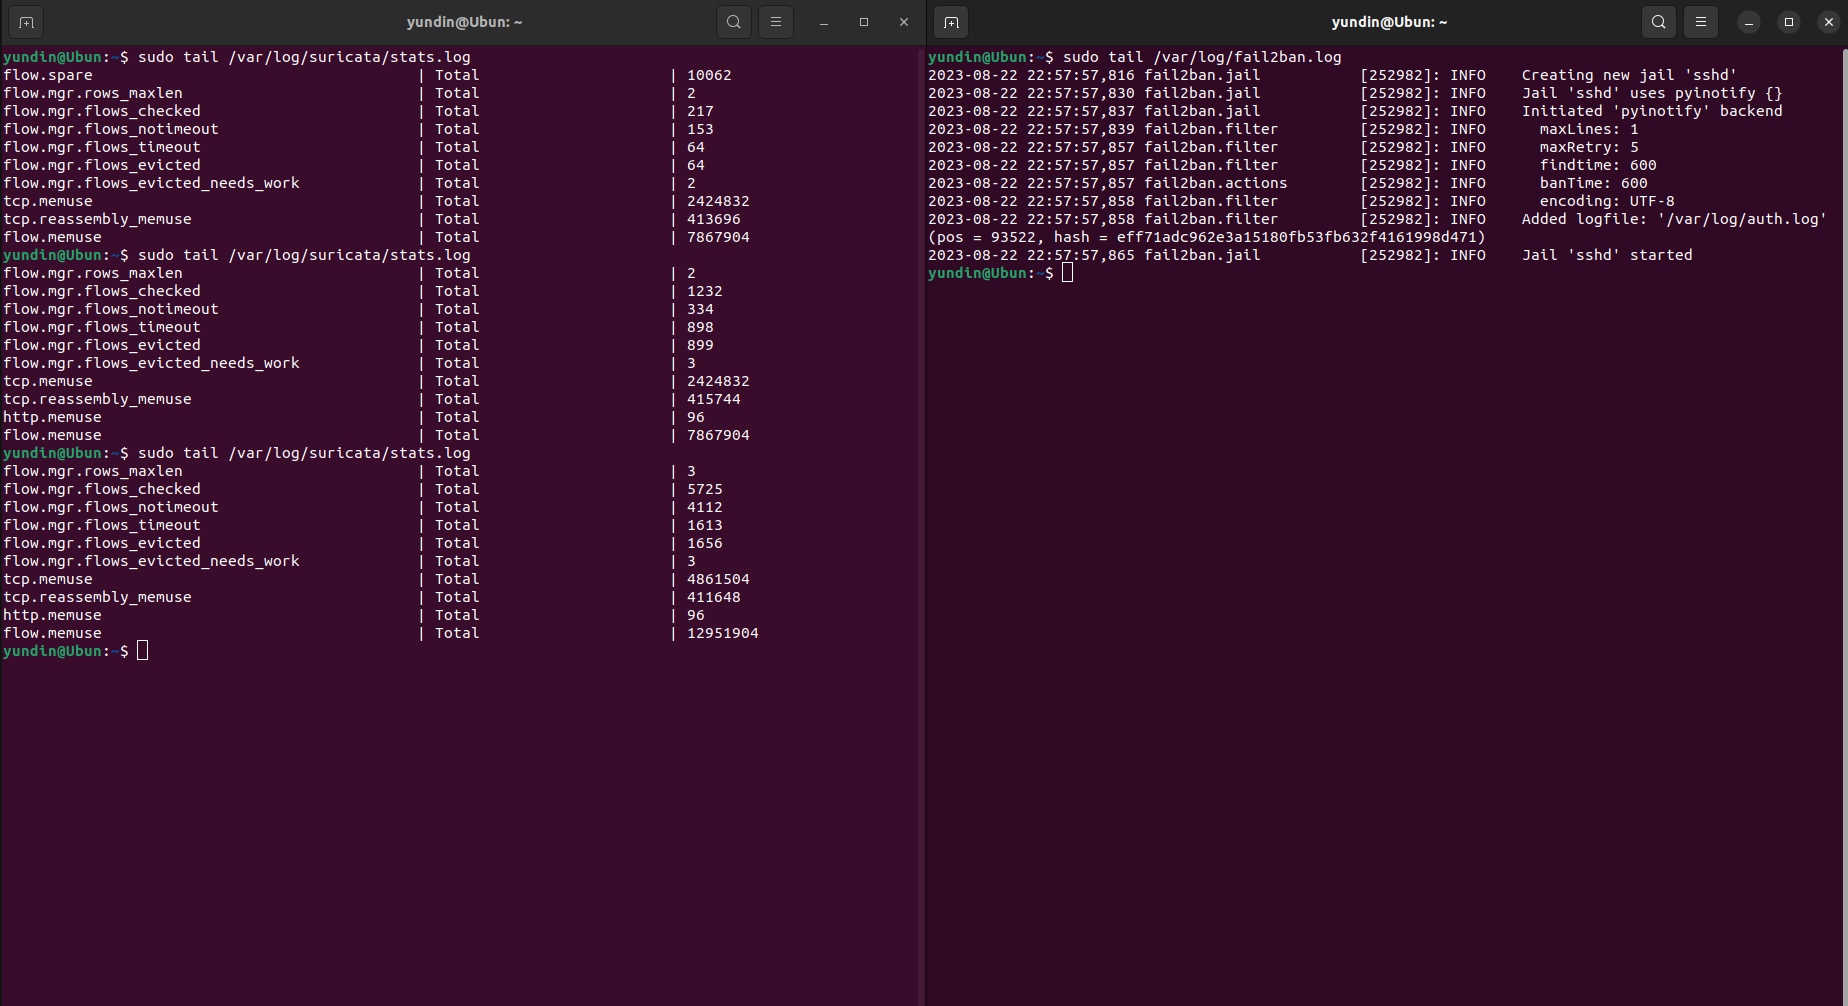 yundin@Ubun: ~
yundin@Ubun:~$ sudo tail /var/log/suricata/stats.log
flow.spare | Total | 10062
flow.mgr.rows_maxlen | Total | 2
flow.mgr.flows_checked | Total | 217
flow.mgr.flows_notimeout | Total | 153
flow.mgr.flows_timeout | Total | 64
flow.mgr.flows_evicted | Total | 64
flow.mgr.flows_evicted_needs_work | Total | 2
tcp.memuse | Total | 2424832
tcp.reassembly_memuse | Total | 413696
flow.memuse | Total | 7867904
yundin@Ubun:~$ sudo tail /var/log/suricata/stats.log
flow.mgr.rows_maxlen | Total | 2
flow.mgr.flows_checked | Total | 1232
flow.mgr.flows_notimeout | Total | 334
flow.mgr.flows_timeout | Total | 898
flow.mgr.flows_evicted | Total | 899
flow.mgr.flows_evicted_needs_work | Total | 3
tcp.memuse | Total | 2424832
tcp.reassembly_memuse | Total | 415744
http.memuse | Total | 96
flow.memuse | Total | 7867904
yundin@Ubun:~$ sudo tail /var/log/suricata/stats.log
flow.mgr.rows_maxlen | Total | 3
flow.mgr.flows_checked | Total | 5725
flow.mgr.flows_notimeout | Total | 4112
flow.mgr.flows_timeout | Total | 1613
flow.mgr.flows_evicted | Total | 1656
flow.mgr.flows_evicted_needs_work | Total | 3
tcp.memuse | Total | 4861504
tcp.reassembly_memuse | Total | 411648
http.memuse | Total | 96
flow.memuse | Total | 12951904
yundin@Ubun:~$
yundin@Ubun: ~
yundin@Ubun:~$ sudo tail /var/log/fail2ban.log
2023-08-22 22:57:57,816 fail2ban.jail [252982]: INFO Creating new jail 'sshd'
2023-08-22 22:57:57,830 fail2ban.jail [252982]: INFO Jail 'sshd' uses pyinotify {}
2023-08-22 22:57:57,837 fail2ban.jail [252982]: INFO Initiated 'pyinotify' backend
2023-08-22 22:57:57,839 fail2ban.filter [252982]: INFO maxLines: 1
2023-08-22 22:57:57,857 fail2ban.filter [252982]: INFO maxRetry: 5
2023-08-22 22:57:57,857 fail2ban.filter [252982]: INFO findtime: 600
2023-08-22 22:57:57,857 fail2ban.actions [252982]: INFO banTime: 600
2023-08-22 22:57:57,858 fail2ban.filter [252982]: INFO encoding: UTF-8
2023-08-22 22:57:57,858 fail2ban.filter [252982]: INFO Added logfile: '/var/log/auth.log'
(pos = 93522, hash = eff71adc962e3a15180fb53fb632f4161998d471)
2023-08-22 22:57:57,865 fail2ban.jail [252982]: INFO Jail 'sshd' started
yundin@Ubun:~$